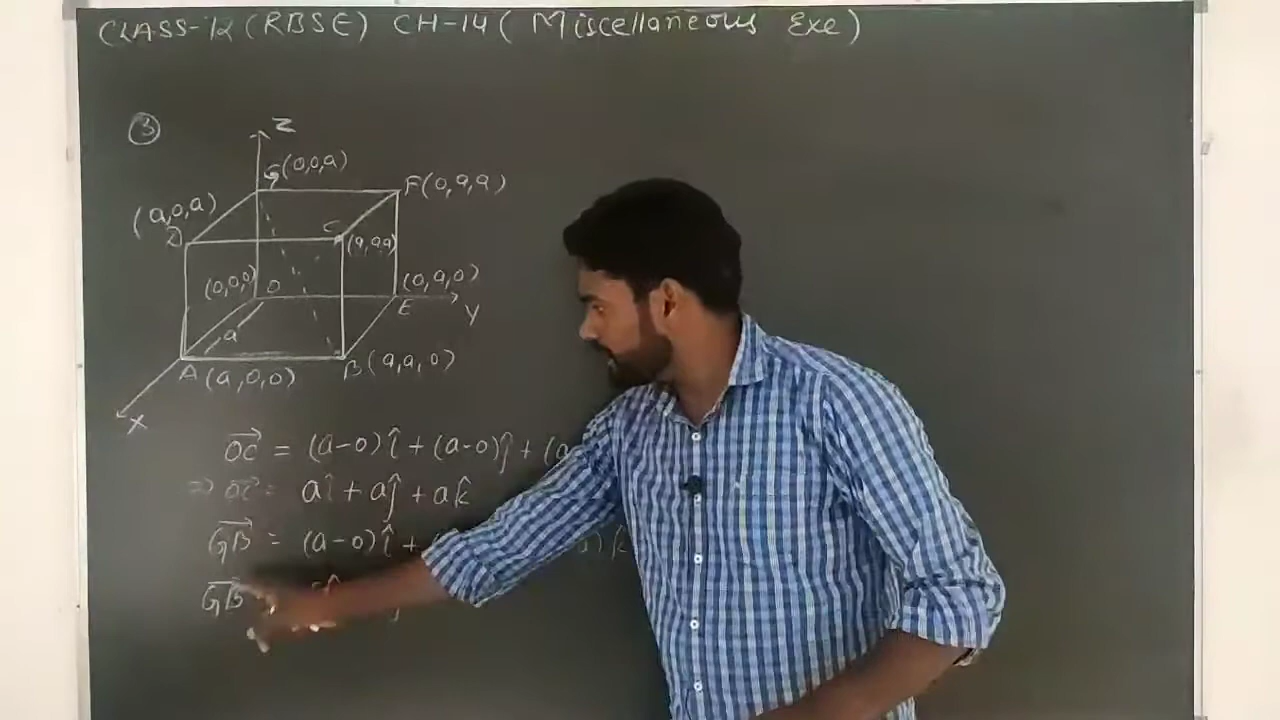 CLASS-12 (RBSE) CH-14 ( Miscellaneous Exe )
③
Z
G (0,0,a)
F(0,a,a)
(a,0,a)
D
C
(a,a,a)
(0,0,0)
O
(0,a,0)
E
Y
a
A (a,0,0)
B (a,a,0)
X
OC⃗ = (a-0)î + (a-0)ĵ + (a
⇒ OC⃗ = aî + aĵ + ak̂
GB⃗ = (a-0)î +
GB⃗